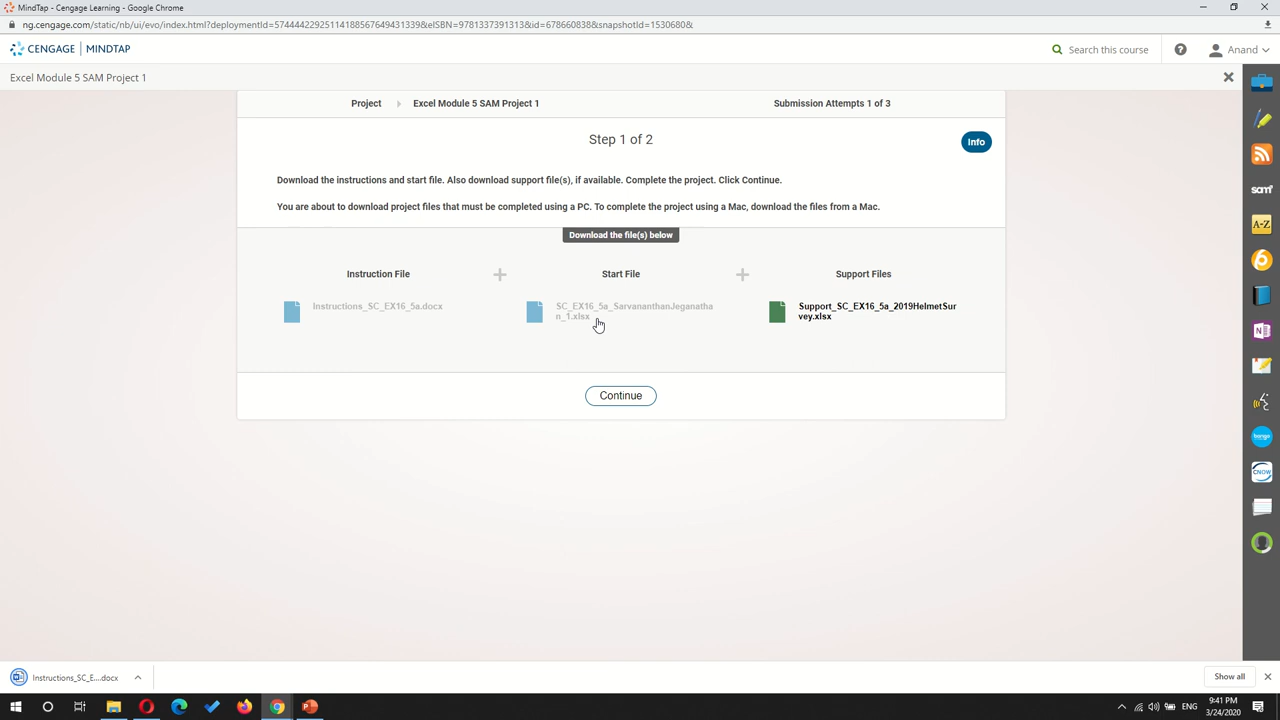 MindTap - Cengage Learning - Google Chrome
ng.cengage.com/static/nb/ui/evo/index.html?deploymentId=5744442292511418856764943​1339&eISBN=9781337391313&id=678660838&snapshotId=1530680&
CENGAGE MINDTAP
Search this course
Anand
Excel Module 5 SAM Project 1
Project
Excel Module 5 SAM Project 1
Submission Attempts 1 of 3
Step 1 of 2
Info
Download the instructions and start file. Also download support file(s), if available. Complete the project. Click Continue.
You are about to download project files that must be completed using a PC. To complete the project using a Mac, download the files from a Mac.
Download the file(s) below
Instruction File
Start File
Support Files
Instructions_SC_EX16_5a.docx
SC_EX16_5a_SarvananthanJeganatha
n_1.xlsx
Support_SC_EX16_5a_2019HelmetSur
vey.xlsx
Continue
sam
A-Z
bongo
CNOW
Instructions_SC_E....docx
Show all
ENG
9:41 PM
3/24/2020